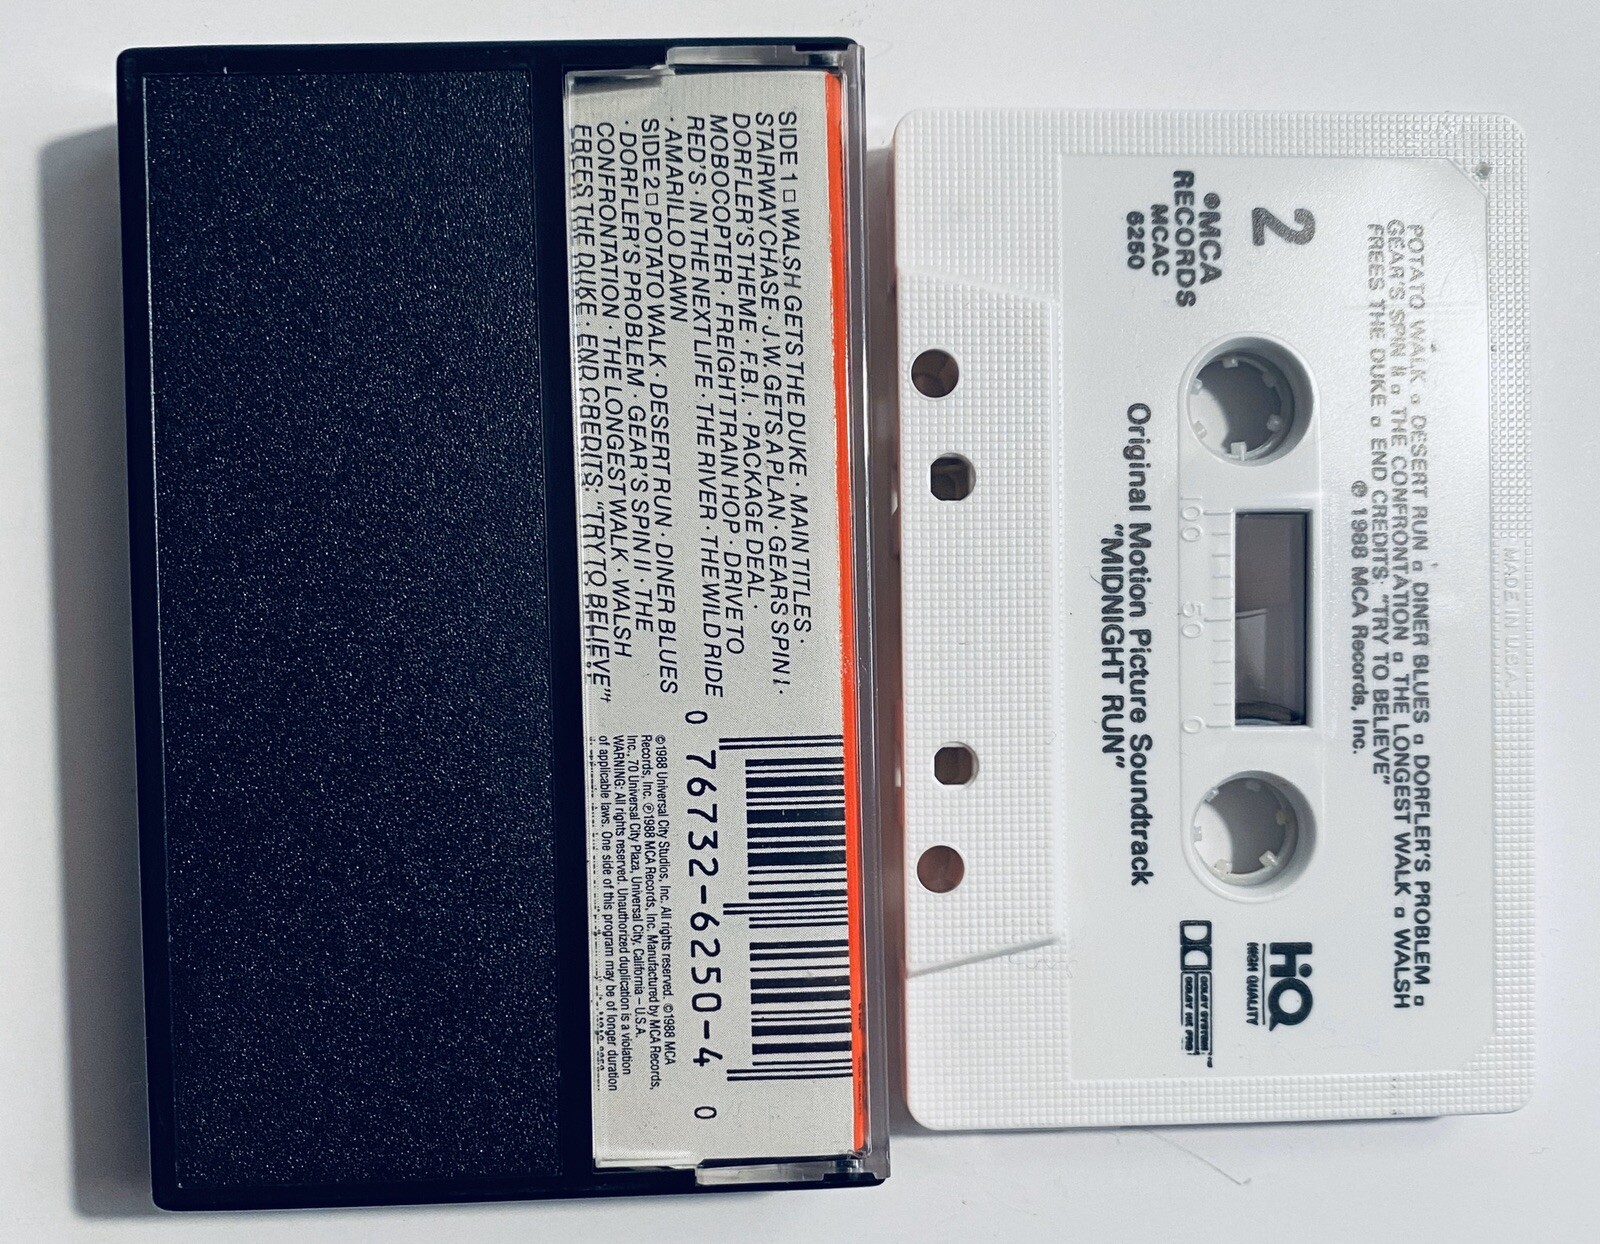 SIDE 1 □ WALSH GETS THE DUKE · MAIN TITLES ·
STAIRWAY CHASE · J.W. GETS A PLAN · GEARS SPIN I ·
DORFLER'S THEME · F.B.I. · PACKAGE DEAL ·
MOBOCOPTER · FREIGHT TRAIN HOP · DRIVE TO
RED'S · IN THE NEXT LIFE · THE RIVER · THE WILD RIDE
· AMARILLO DAWN
SIDE 2 □ POTATO WALK · DESERT RUN · DINER BLUES
· DORFLER'S PROBLEM · GEAR'S SPIN II · THE
CONFRONTATION · THE LONGEST WALK · WALSH
FREES THE DUKE · END CREDITS: "TRY TO BELIEVE"†
0 76732-6250-4 0
©1988 Universal City Studios, Inc. All rights reserved. ©1988 MCA
Records, Inc. ℗1988 MCA Records, Inc. Manufactured by MCA Records,
Inc., 70 Universal City Plaza, Universal City, California – U.S.A.
WARNING: All rights reserved. Unauthorized duplication is a violation
of applicable laws. One side of this program may be of longer duration
MADE IN U.S.A.
POTATO WALK □ DESERT RUN □ DINER BLUES □ DORFLER'S PROBLEM □
GEAR'S SPIN II □ THE CONFRONTATION □ THE LONGEST WALK □ WALSH
FREES THE DUKE □ END CREDITS: "TRY TO BELIEVE"
℗ 1988 MCA Records, Inc.
2
MCA
RECORDS
MCAC
6250
100 50 0
HiQ
HIGH QUALITY
DOLBY SYSTEM
DOLBY HX PRO
Original Motion Picture Soundtrack
"MIDNIGHT RUN"